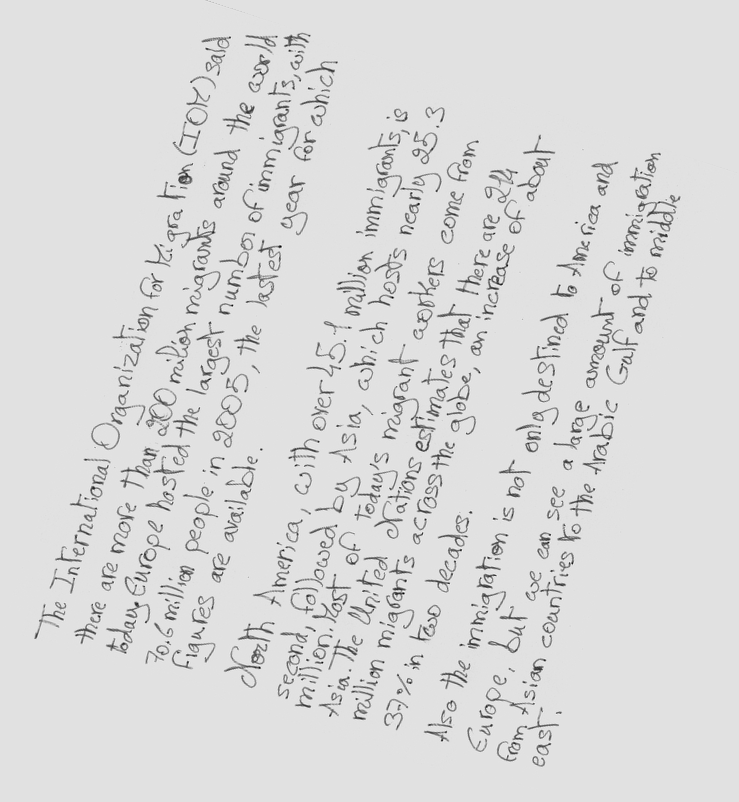 The International Organization for Migration (IOM) said
there are more than 200 million migrants around the world
today. Europe hosted the largest number of immigrants, with
70.6 million people in 2005, the lastest year for which
figures are available.
North America, with over 45.1 million immigrants, is
second, followed by Asia, which hosts nearly 25.3
million. Most of today's migrant workers come from
Asia. The United Nations estimates that there are 214
million migrants across the globe, an increase of about
37% in two decades.
Also the immigration is not only destined to America and
Europe, but we can see a large amount of immigration
from Asian countries to the Arabic Gulf and to middle
east.